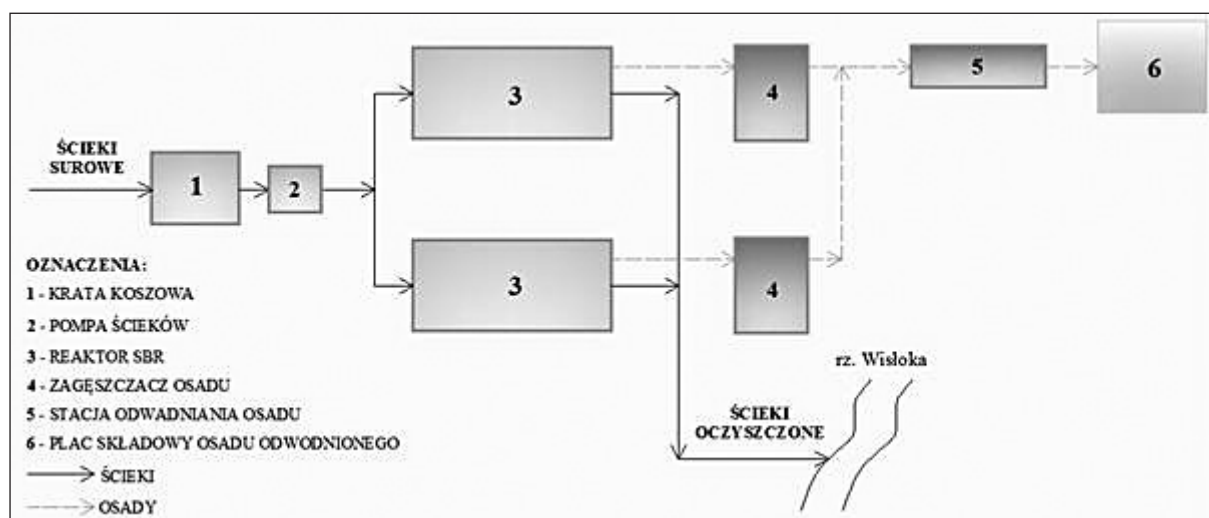 ŚCIEKI
SUROWE
1
2
3
3
4
4
5
6
rz. Wisłoka
ŚCIEKI
OCZYSZCZONE
OZNACZENIA:
1 - KRATA KOSZOWA
2 - POMPA ŚCIEKÓW
3 - REAKTOR SBR
4 - ZAGĘSZCZACZ OSADU
5 - STACJA ODWADNIANIA OSADU
6 - PLAC SKŁADOWY OSADU ODWODNIONEGO
ŚCIEKI
OSADY